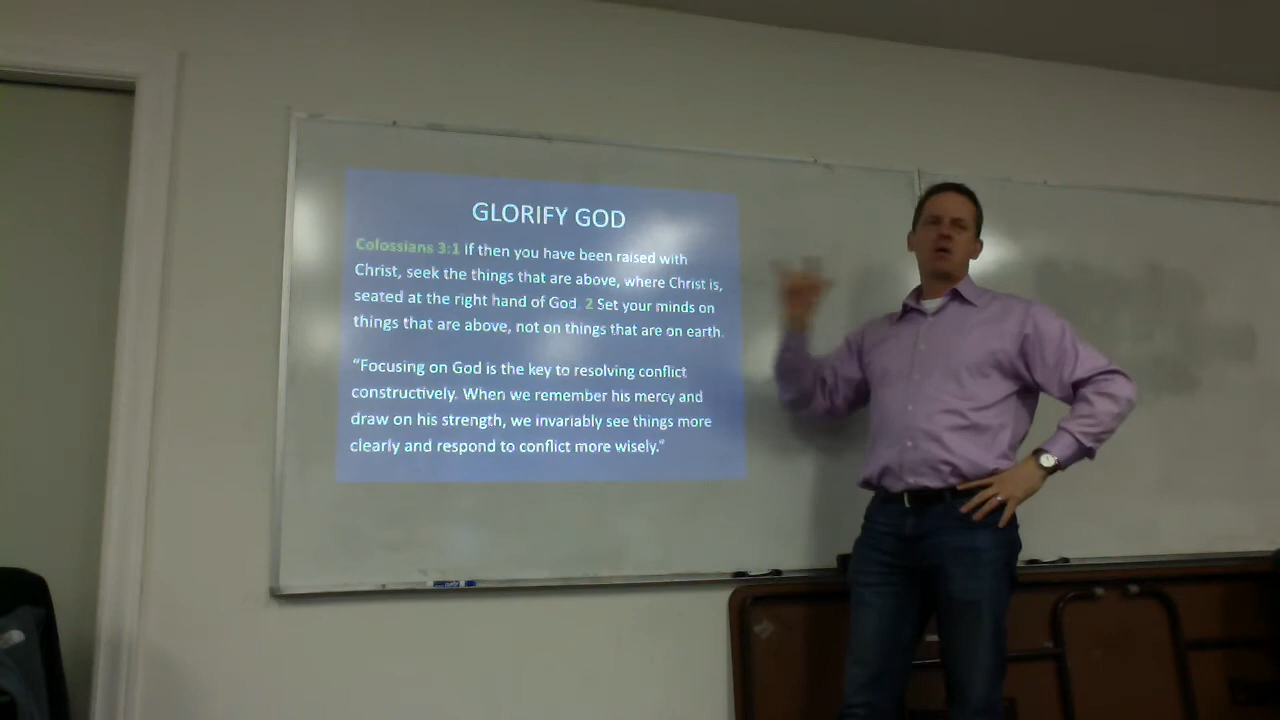 GLORIFY GOD
Colossians 3:1 If then you have been raised with
Christ, seek the things that are above, where Christ is,
seated at the right hand of God. 2 Set your minds on
things that are above, not on things that are on earth.
“Focusing on God is the key to resolving conflict
constructively. When we remember his mercy and
draw on his strength, we invariably see things more
clearly and respond to conflict more wisely.”